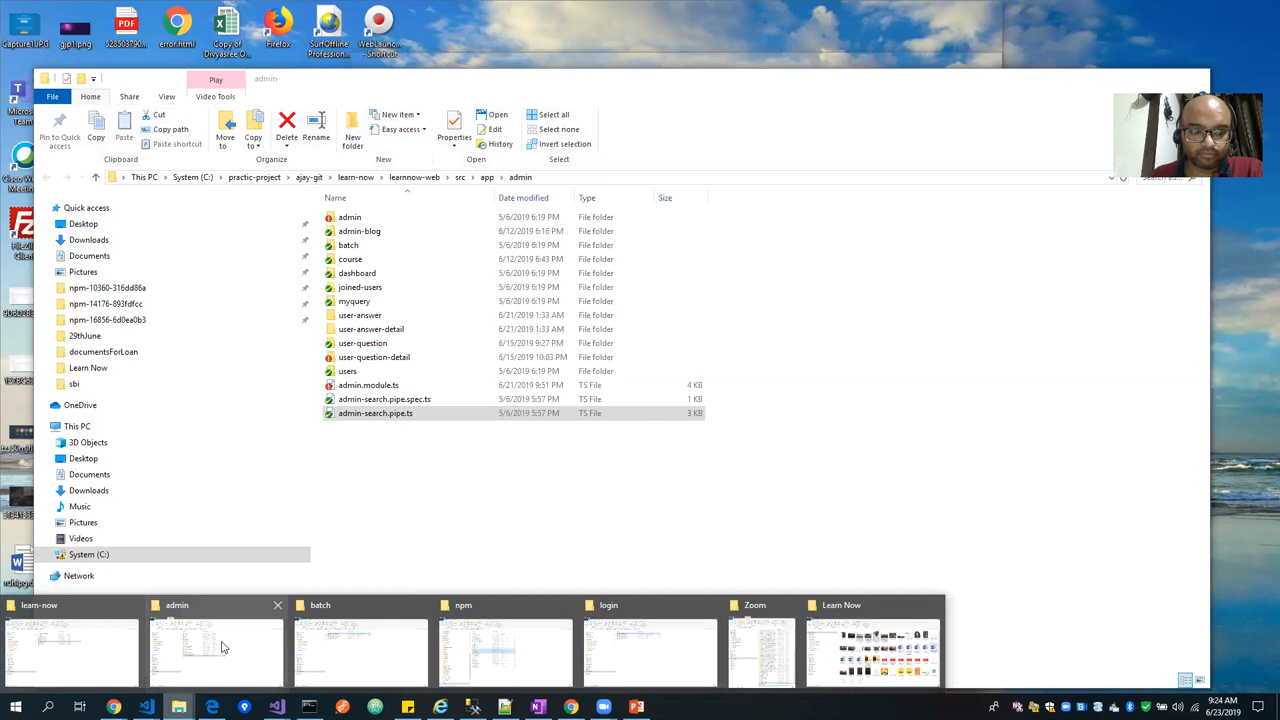 Capture10PG
gjp1.png
528503790...
error.html
Copy of
Divyasree O...
Firefox
SurfOffline
Profession...
WebLaunc...
- Shortcut
Play
admin
File
Home
Share
View
Video Tools
Pin to Quick
access
Copy
Paste
Cut
Copy path
Paste shortcut
Clipboard
Move
to
Copy
to
Delete
Rename
Organize
New
folder
New item
Easy access
New
Properties
Open
Edit
History
Open
Select all
Select none
Invert selection
Select
This PC
System (C:)
practic-project
ajay-git
learn-now
learnnow-web
src
app
admin
Name
Date modified
Type
Size
Quick access
Desktop
Downloads
Documents
Pictures
npm-10360-316dd86a
npm-14176-893fdfcc
npm-16856-6d0ea0b3
29thJune
documentsForLoan
Learn Now
sbi
OneDrive
This PC
3D Objects
Desktop
Documents
Downloads
Music
Pictures
Videos
System (C:)
Network
admin 5/6/2019 6:19 PM File folder
admin-blog 6/12/2019 6:16 PM File folder
batch 5/6/2019 6:19 PM File folder
course 6/12/2019 6:43 PM File folder
dashboard 5/6/2019 6:19 PM File folder
joined-users 5/6/2019 6:19 PM File folder
myquery 5/6/2019 6:19 PM File folder
user-answer 6/21/2019 1:33 AM File folder
user-answer-detail 6/21/2019 1:33 AM File folder
user-question 6/15/2019 9:27 PM File folder
user-question-detail 6/15/2019 10:03 PM File folder
users 5/6/2019 6:19 PM File folder
admin.module.ts 6/21/2019 9:51 PM TS File 4 KB
admin-search.pipe.spec.ts 5/6/2019 5:57 PM TS File 1 KB
admin-search.pipe.ts 5/6/2019 5:57 PM TS File 3 KB
learn-now
admin
batch
npm
login
Zoom
Learn Now
9:24 AM
6/23/2019